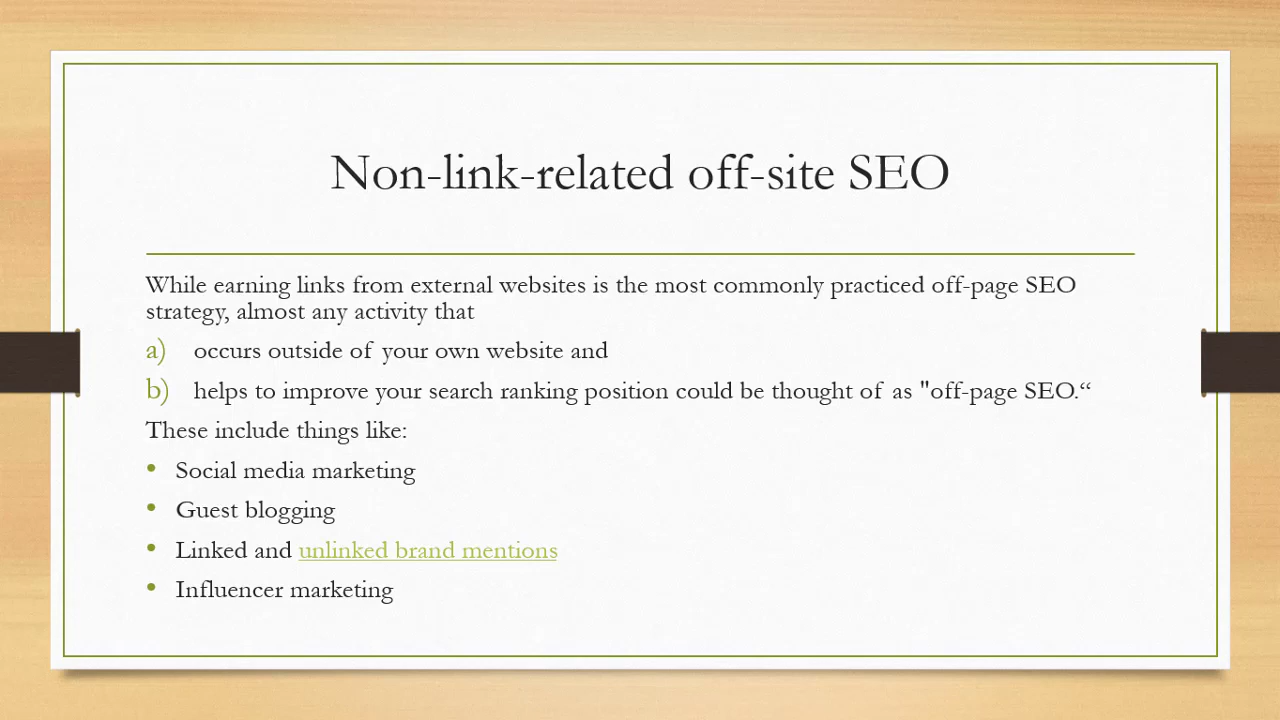 Non-link-related off-site SEO
While earning links from external websites is the most commonly practiced off-page SEO
strategy, almost any activity that
a) occurs outside of your own website and
b) helps to improve your search ranking position could be thought of as "off-page SEO.“
These include things like:
• Social media marketing
• Guest blogging
• Linked and unlinked brand mentions
• Influencer marketing